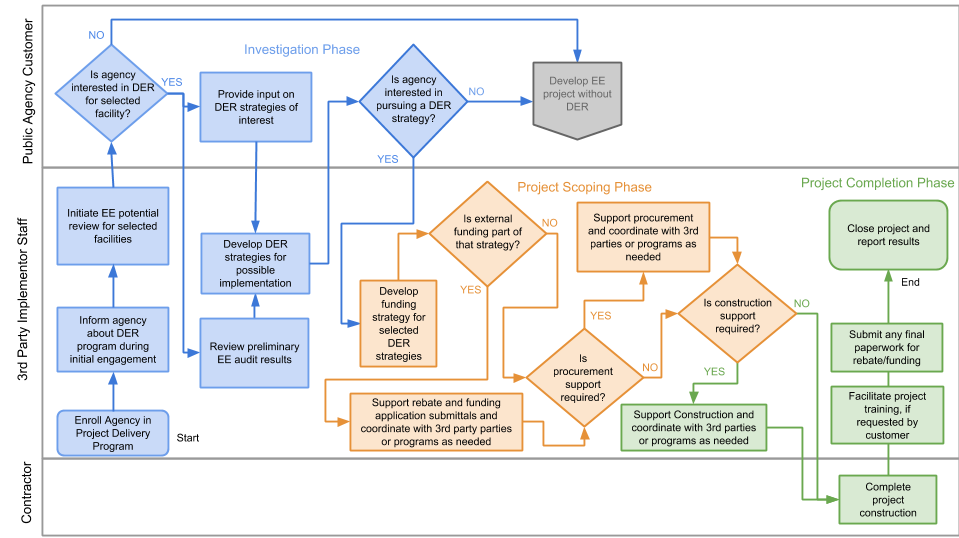 Public Agency Customer
NO
Investigation Phase
Is agency
interested in DER
for selected
facility?
YES
Provide input on
DER strategies of
interest
Is agency
interested in
pursuing a DER
strategy?
NO
YES
Develop EE
project without
DER
3rd Party Implementor Staff
Initiate EE potential
review for selected
facilities
Inform agency
about DER
program during
initial engagement
Enroll Agency in
Project Delivery
Program
Start
Develop DER
strategies for
possible
implementation
Review preliminary
EE audit results
Project Scoping Phase
Is external
funding part of
that strategy?
NO
YES
Develop
funding
strategy for
selected
DER
strategies
Support rebate and funding
application submittals and
coordinate with 3rd party parties
or programs as needed
Support procurement
and coordinate with 3rd
parties or programs as
needed
Is
procurement
support
required?
YES
NO
Is construction
support
required?
NO
YES
Support Construction and
coordinate with 3rd parties
or programs as needed
Project Completion Phase
Close project and
report results
End
Submit any final
paperwork for
rebate/funding
Facilitate project
training, if
requested by
customer
Contractor
Complete
project
construction